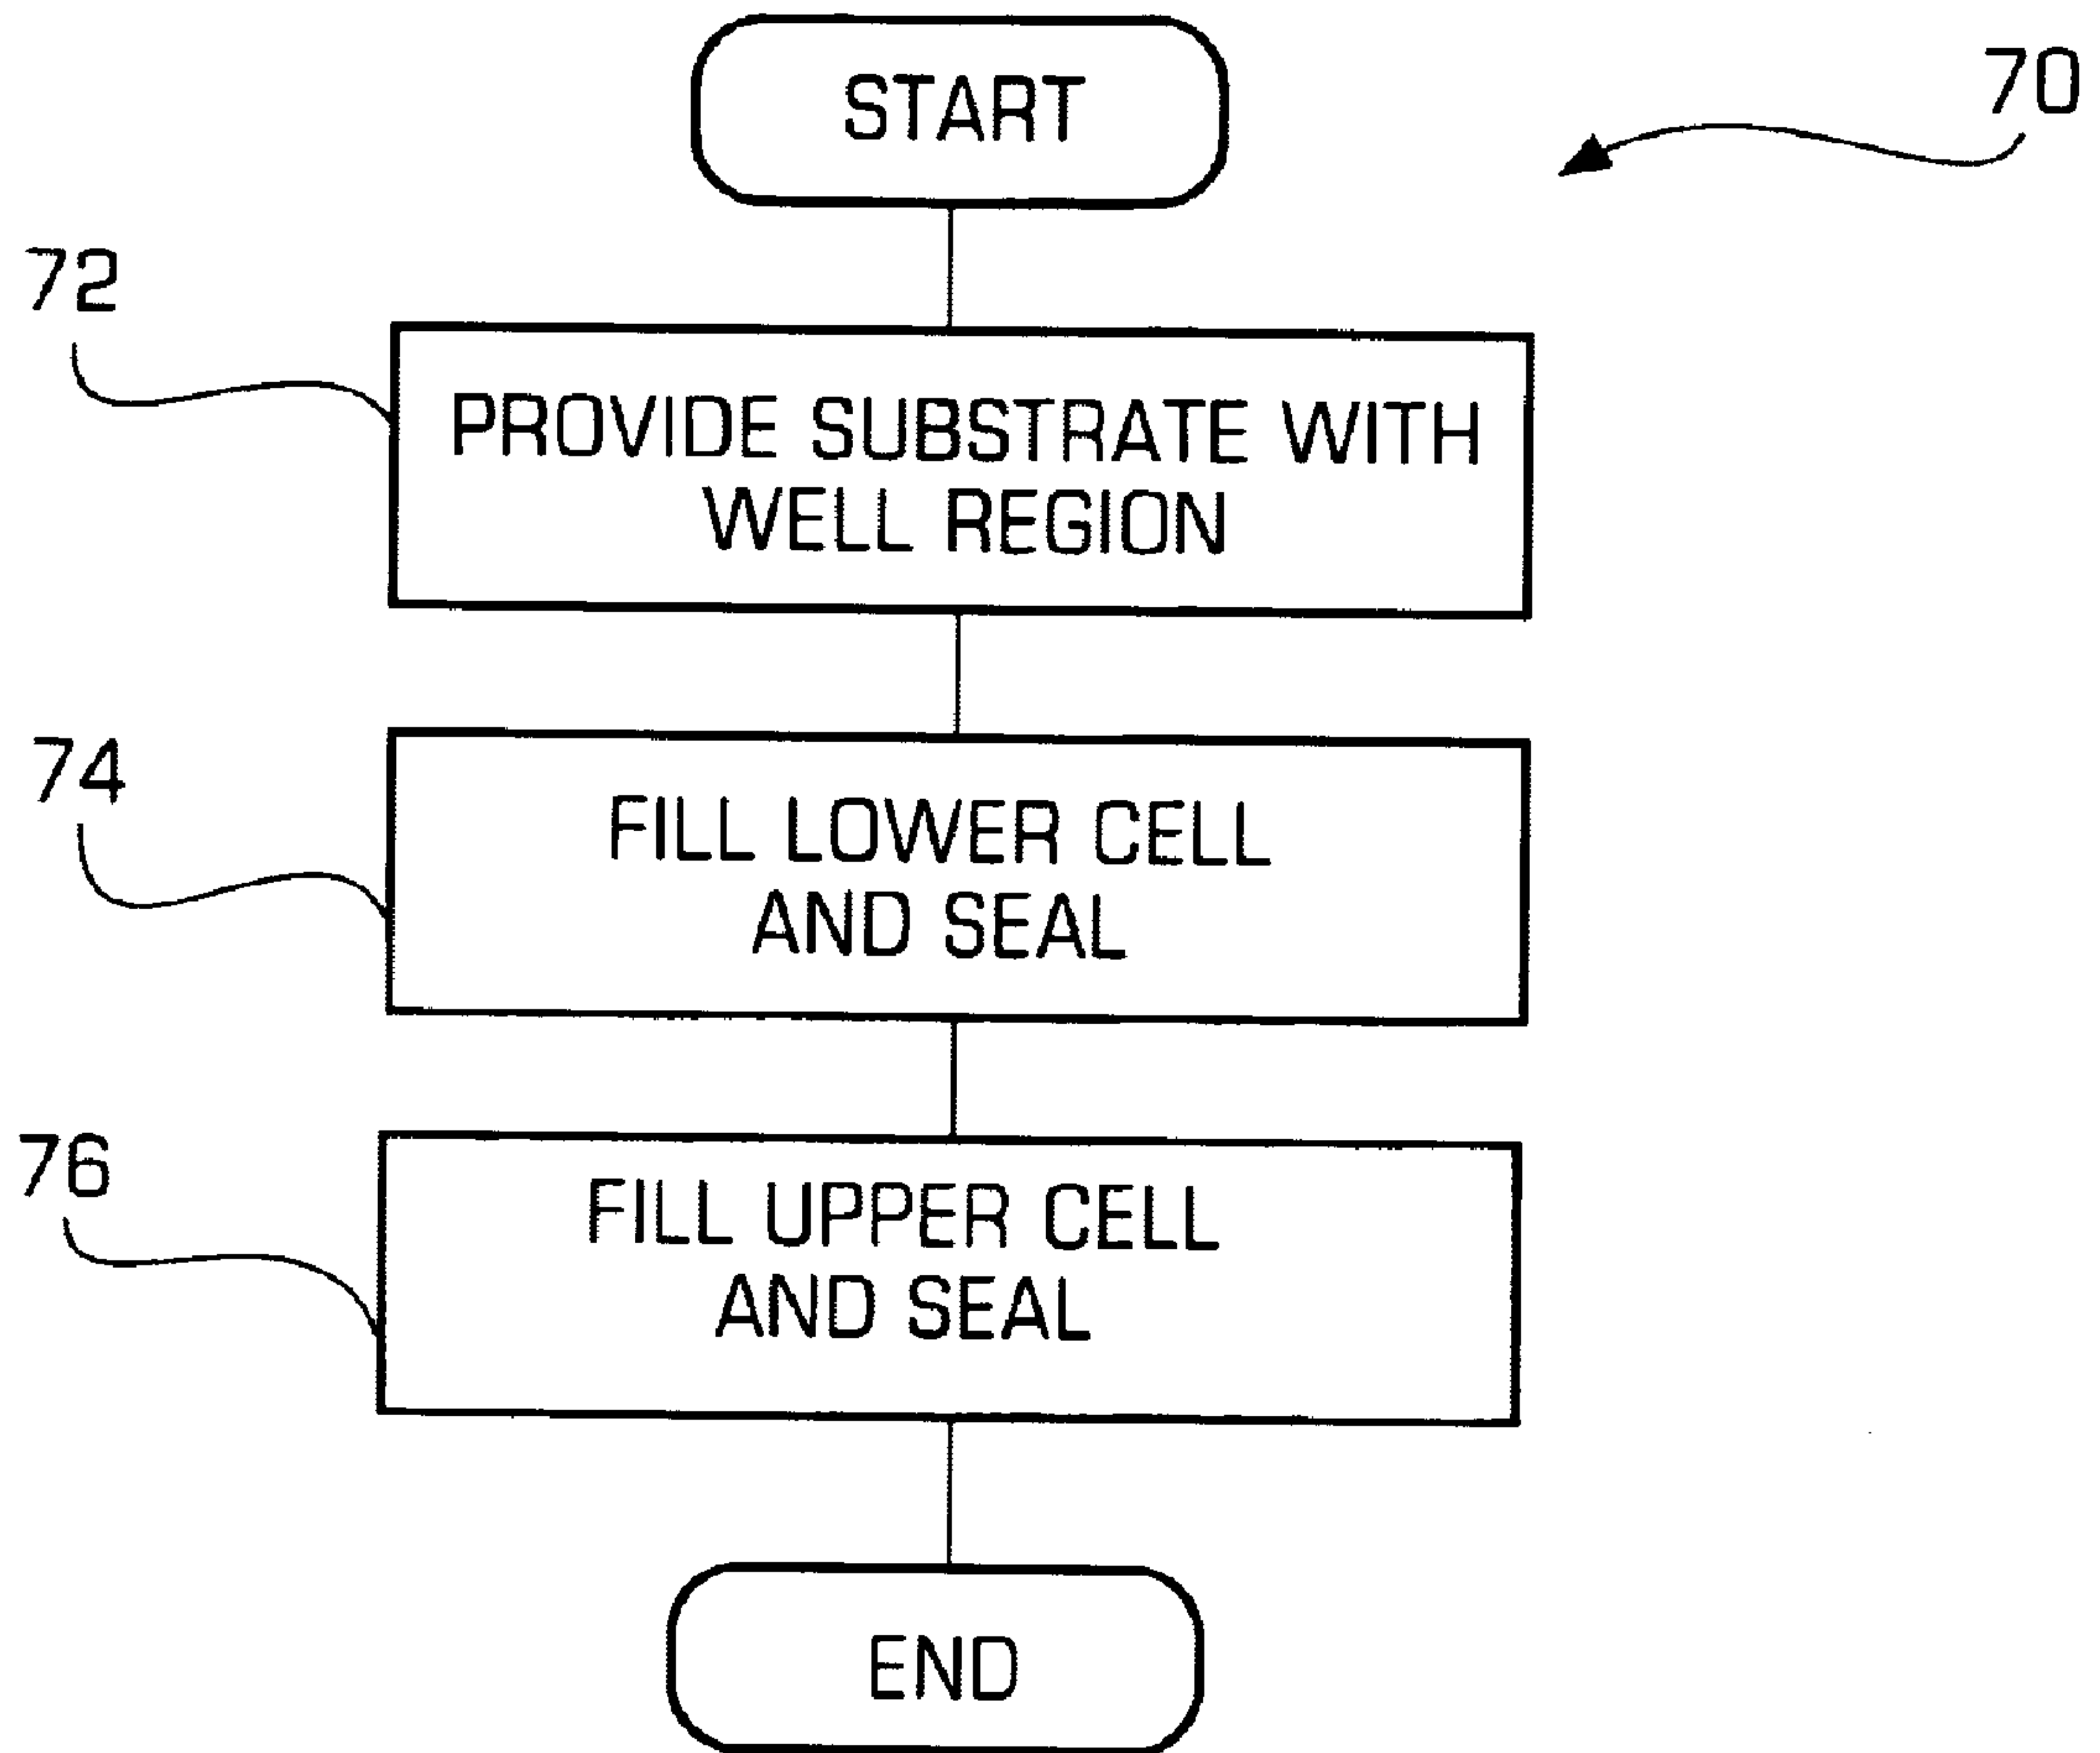 START
70
72
PROVIDE SUBSTRATE WITH
WELL REGION
74
FILL LOWER CELL
AND SEAL
76
FILL UPPER CELL
AND SEAL
END